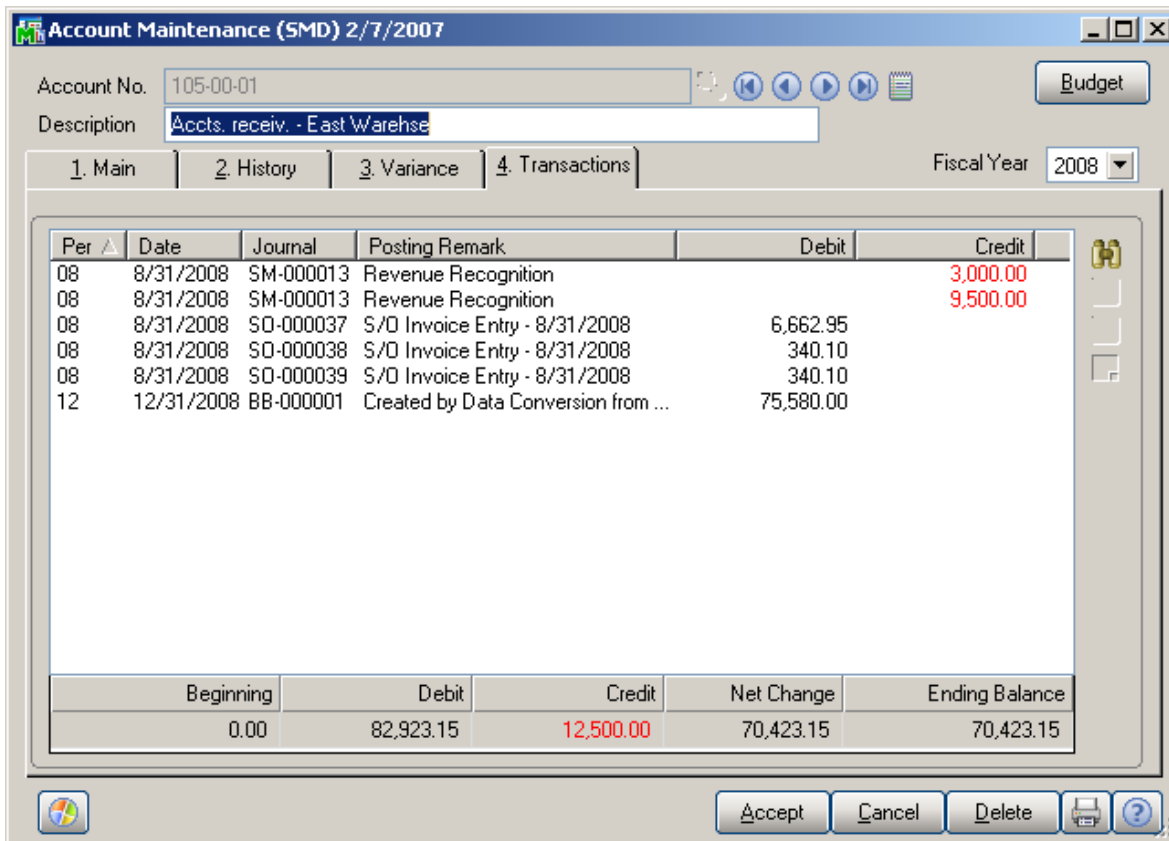 Account Maintenance (SMD) 2/7/2007
Account No. 105-00-01 Budget
Description Accts. receiv. - East Warehse
1. Main 2. History 3. Variance 4. Transactions Fiscal Year 2008
Per Date Journal Posting Remark Debit Credit
08 8/31/2008 SM-000013 Revenue Recognition 3,000.00
08 8/31/2008 SM-000013 Revenue Recognition 9,500.00
08 8/31/2008 SO-000037 S/O Invoice Entry - 8/31/2008 6,662.95
08 8/31/2008 SO-000038 S/O Invoice Entry - 8/31/2008 340.10
08 8/31/2008 SO-000039 S/O Invoice Entry - 8/31/2008 340.10
12 12/31/2008 BB-000001 Created by Data Conversion from ... 75,580.00
Beginning Debit Credit Net Change Ending Balance
0.00 82,923.15 12,500.00 70,423.15 70,423.15
Accept Cancel Delete